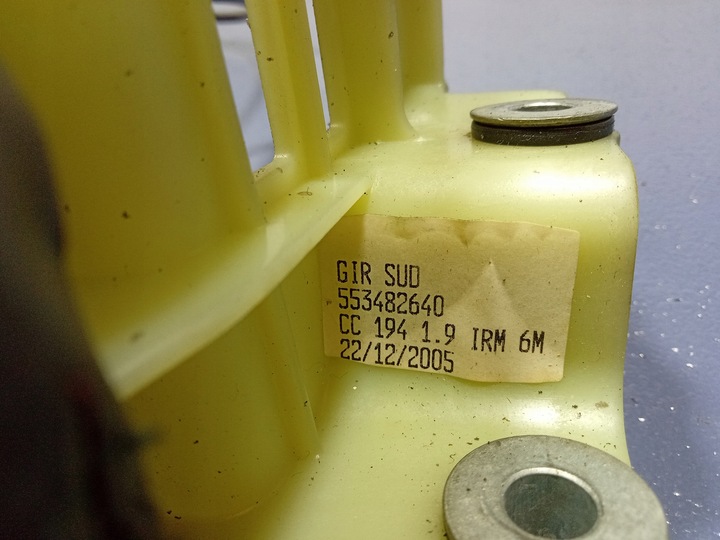 GIR SUD
553482640
CC 194 1.9 IRM 6M
22/12/2005